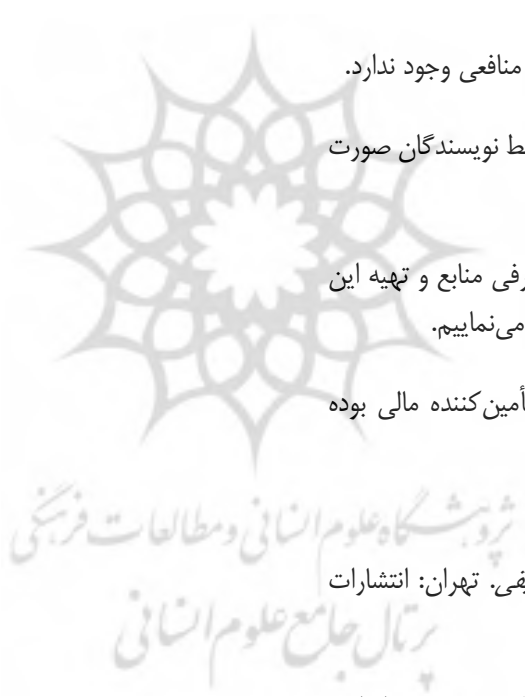 منافعی وجود ندارد.
ط نویسندگان صورت
رفی منابع و تهیه این
می‌نماییم.
أمین‌کننده مالی بوده
پژوهشگاه علوم انسانی و مطالعات فرهنگی
یفی. تهران: انتشارات
پرتال جامع علوم انسانی